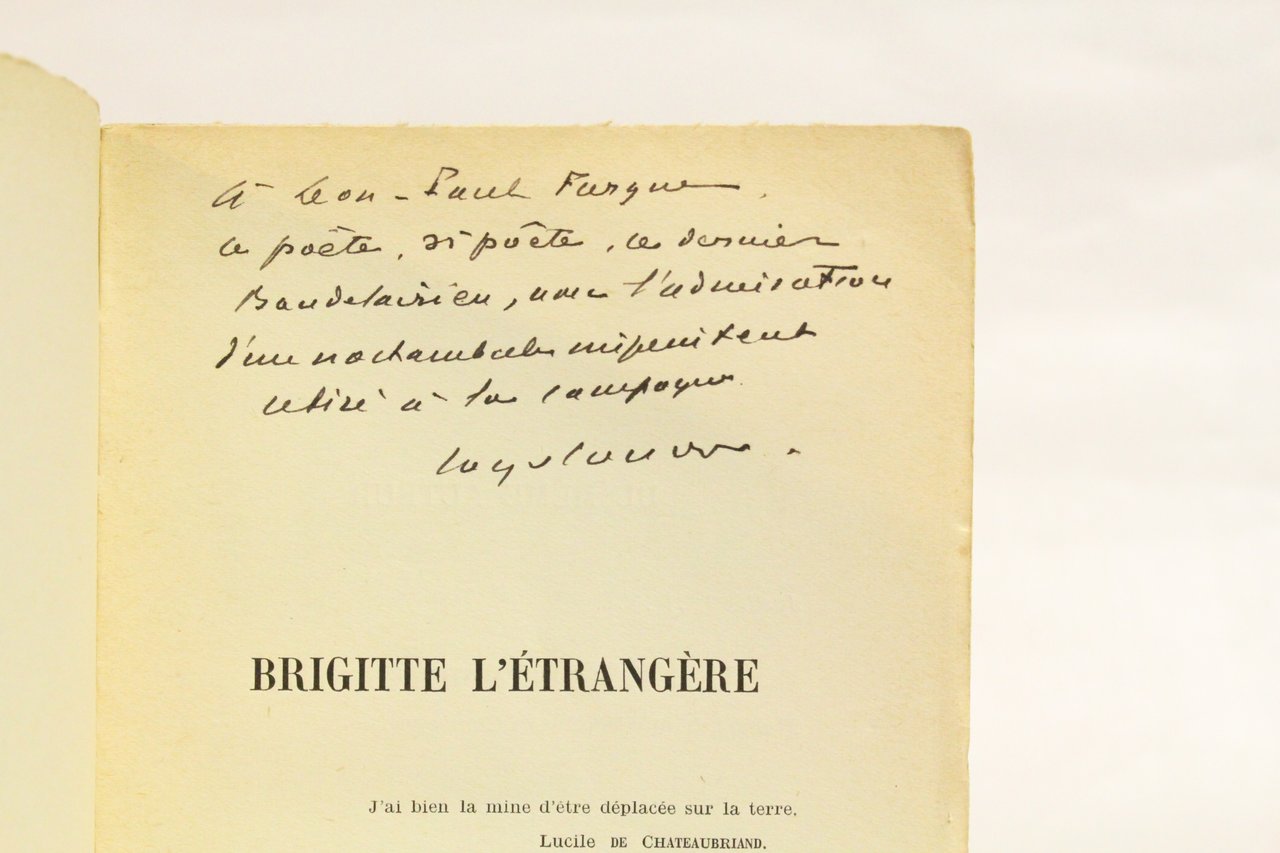 À Léon-Paul Fargue
le poète, si poète, le dernier
Baudelairien, avec l'admiration
d'un noctambule impénitent
retiré à la campagne
BRIGITTE L'ÉTRANGÈRE
J'ai bien la mine d'être déplacée sur la terre.
Lucile DE CHATEAUBRIAND.